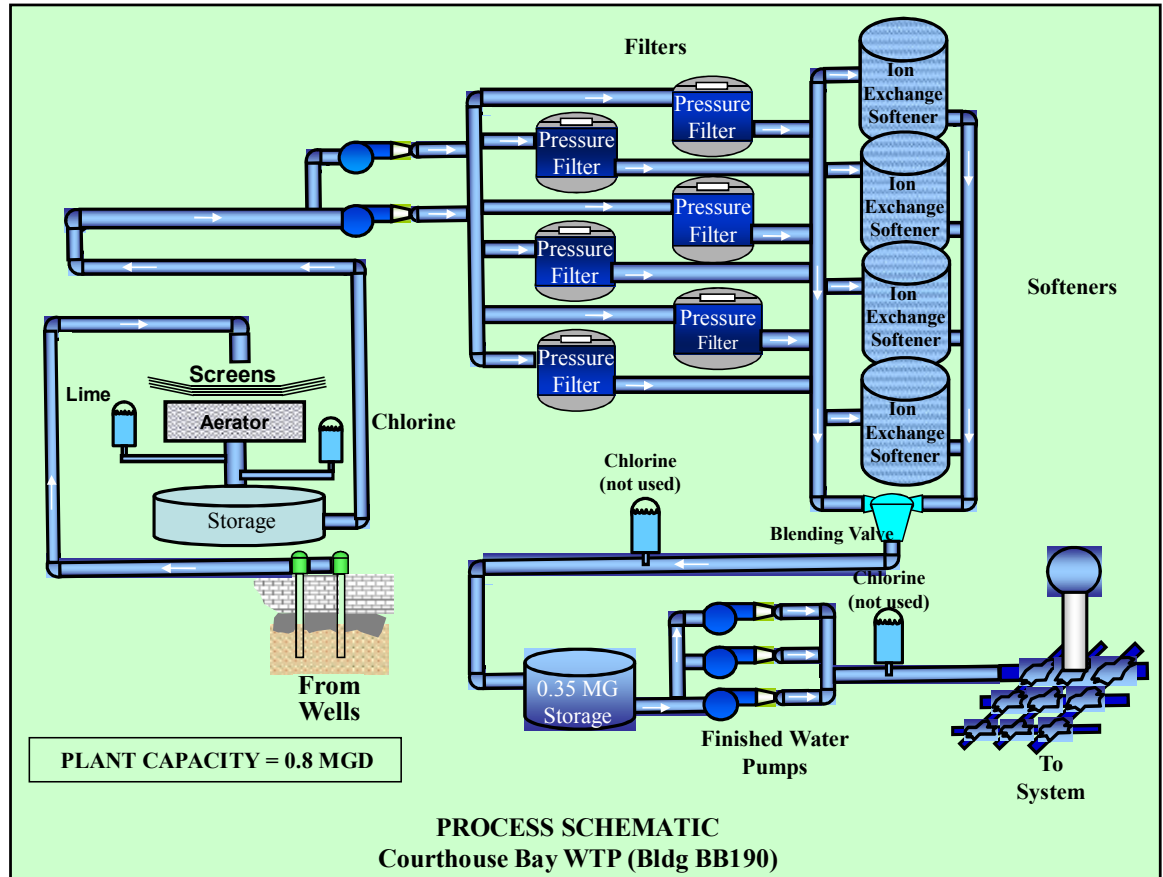 Filters
Ion
Exchange
Softener
Pressure
Filter
Pressure
Filter
Ion
Exchange
Softener
Pressure
Filter
Pressure
Filter
Ion
Exchange
Softener
Softeners
Pressure
Filter
Pressure
Filter
Ion
Exchange
Softener
Screens
Lime
Aerator
Chlorine
Storage
Chlorine
(not used)
Blending Valve
Chlorine
(not used)
From
Wells
0.35 MG
Storage
Finished Water
Pumps
To
System
PLANT CAPACITY = 0.8 MGD
PROCESS SCHEMATIC
Courthouse Bay WTP (Bldg BB190)